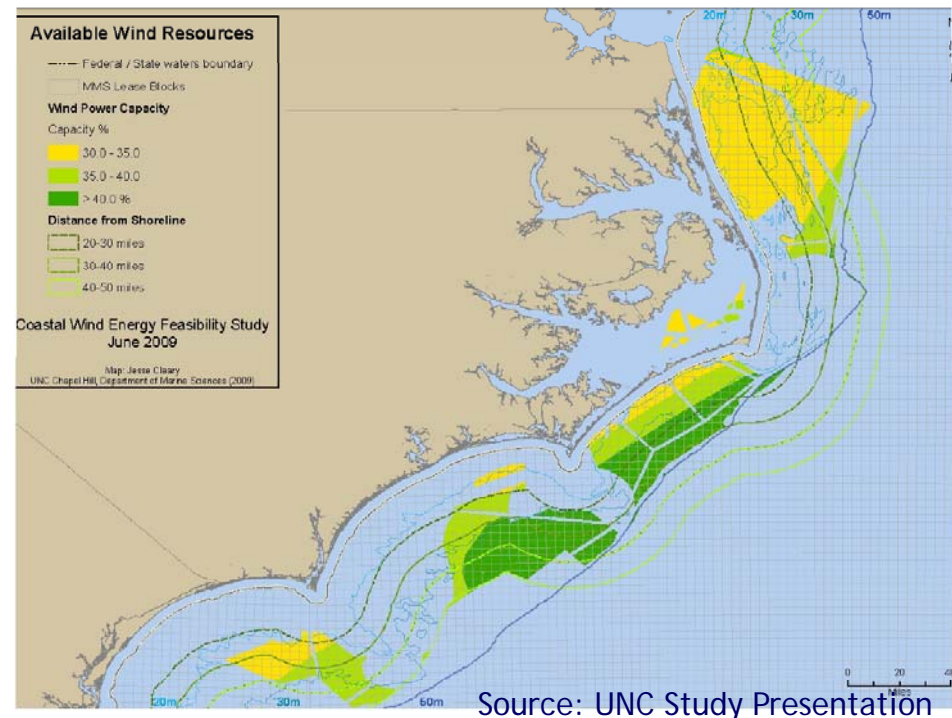 Available Wind Resources
Federal / State waters boundary
MMS Lease Blocks
Wind Power Capacity
Capacity %
30.0 - 35.0
35.0 - 40.0
> 40.0 %
Distance from Shoreline
20-30 miles
30-40 miles
40-50 miles
Coastal Wind Energy Feasibility Study
June 2009
Map: Jesse Cleary
UNC Chapel Hill, Department of Marine Sciences (2009)
20m
30m
50m
20m
30m
50m
0 20
Miles
Source: UNC Study Presentation